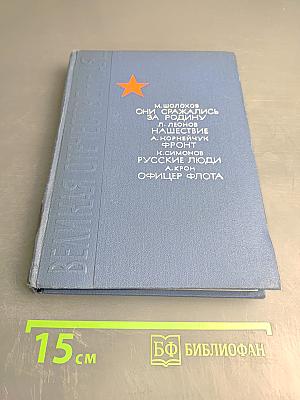 ВЕЛИКАЯ
М. ШОЛОХОВ
ОНИ СРАЖАЛИСЬ
ЗА РОДИНУ
Л. ЛЕОНОВ
НАШЕСТВИЕ
А. КОРНЕЙЧУК
ФРОНТ
К. СИМОНОВ
РУССКИЕ ЛЮДИ
А. КРОН
ОФИЦЕР ФЛОТА
15 см
БФ БИБЛИОФАН